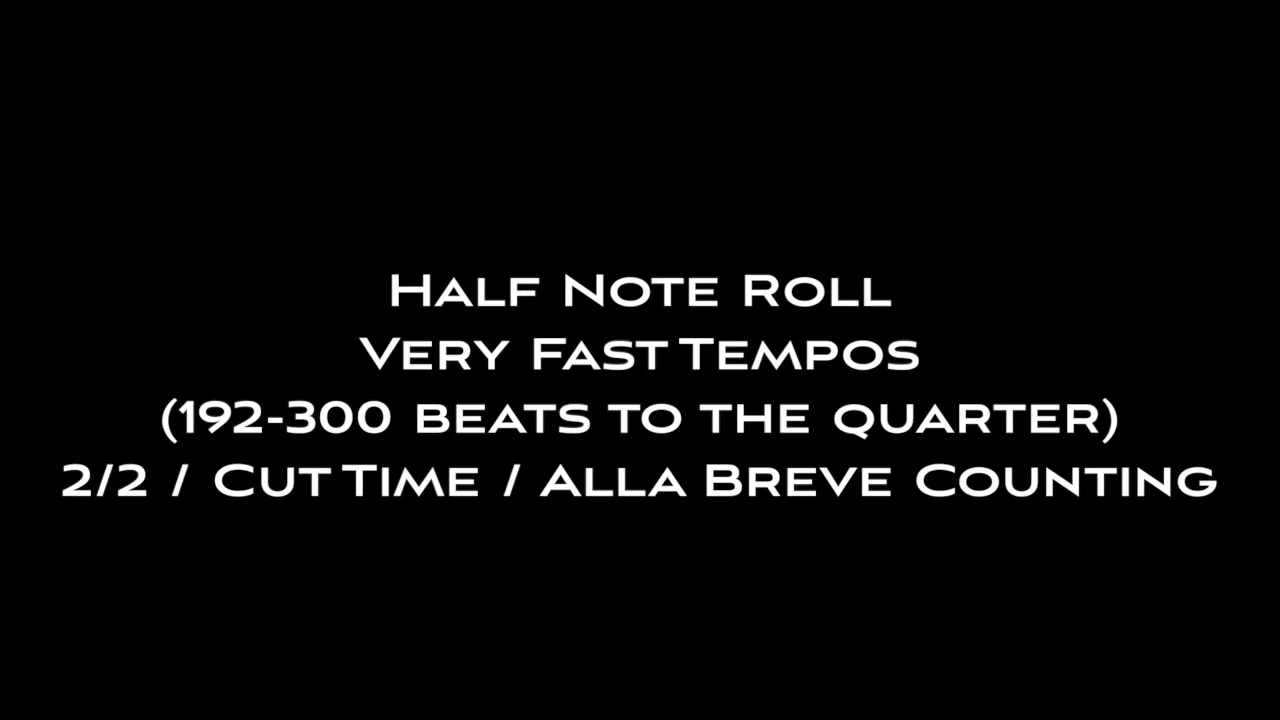 Half Note Roll
Very Fast Tempos
(192-300 beats to the quarter)
2/2 / Cut Time / Alla Breve Counting